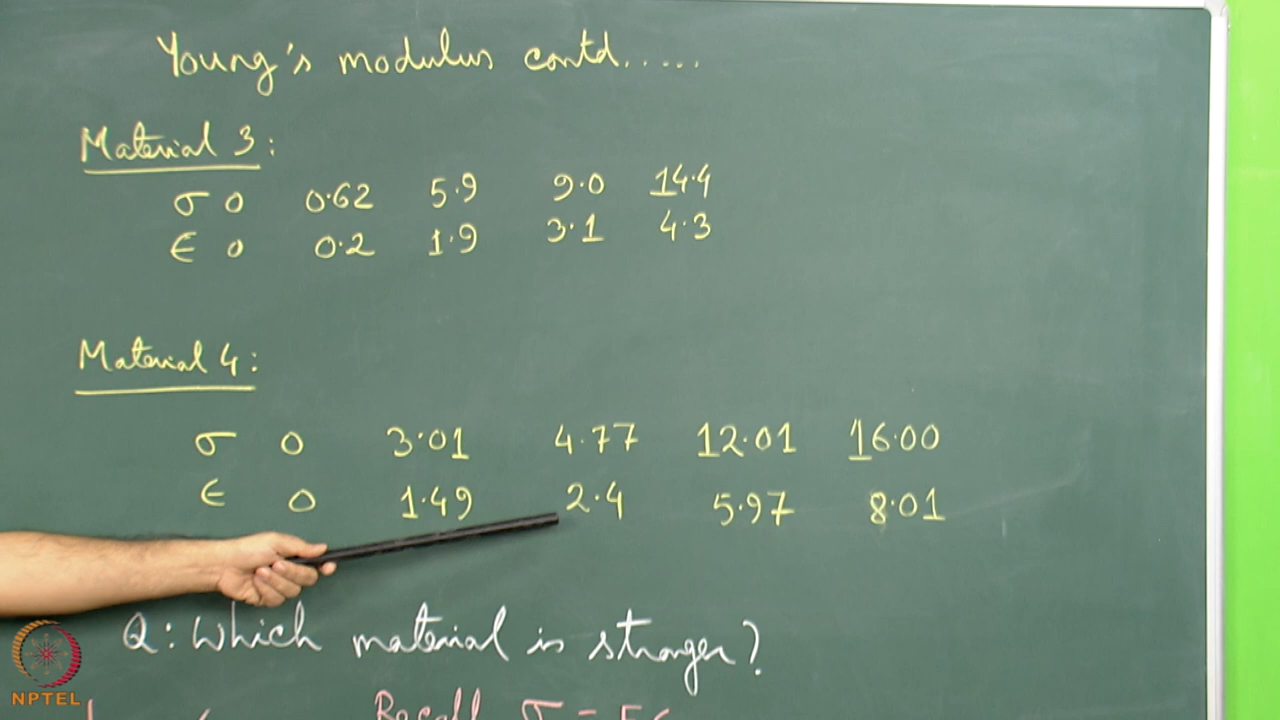 Young's modulus contd.....
Material 3:
σ 0 0.62 5.9 9.0 14.4
ε 0 0.2 1.9 3.1 4.3
Material 4:
σ 0 3.01 4.77 12.01 16.00
ε 0 1.49 2.4 5.97 8.01
Q: Which material is stronger?
Recall σ = Eε
NPTEL